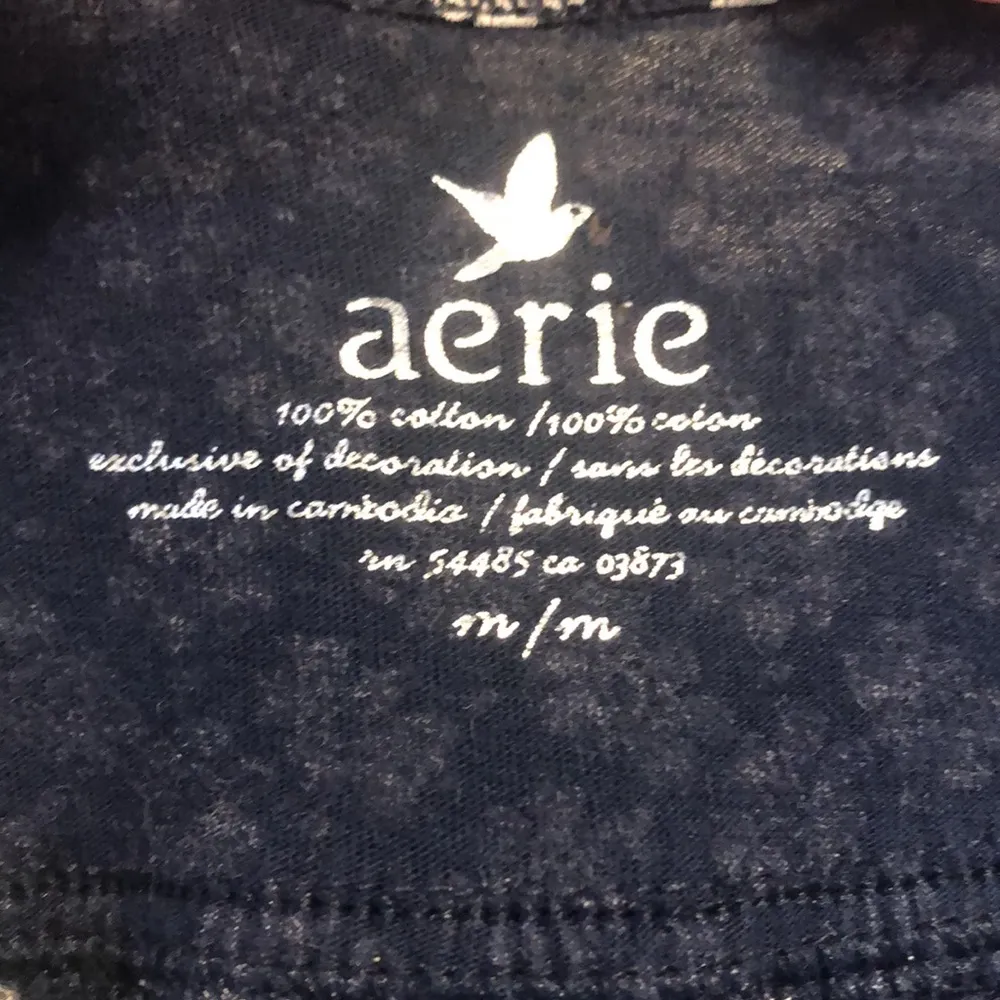 aerie
100% cotton / 100% coton
exclusive of decoration / sans les décorations
made in cambodia / fabriqué au cambodge
rn 54485 ca 03873
m / m